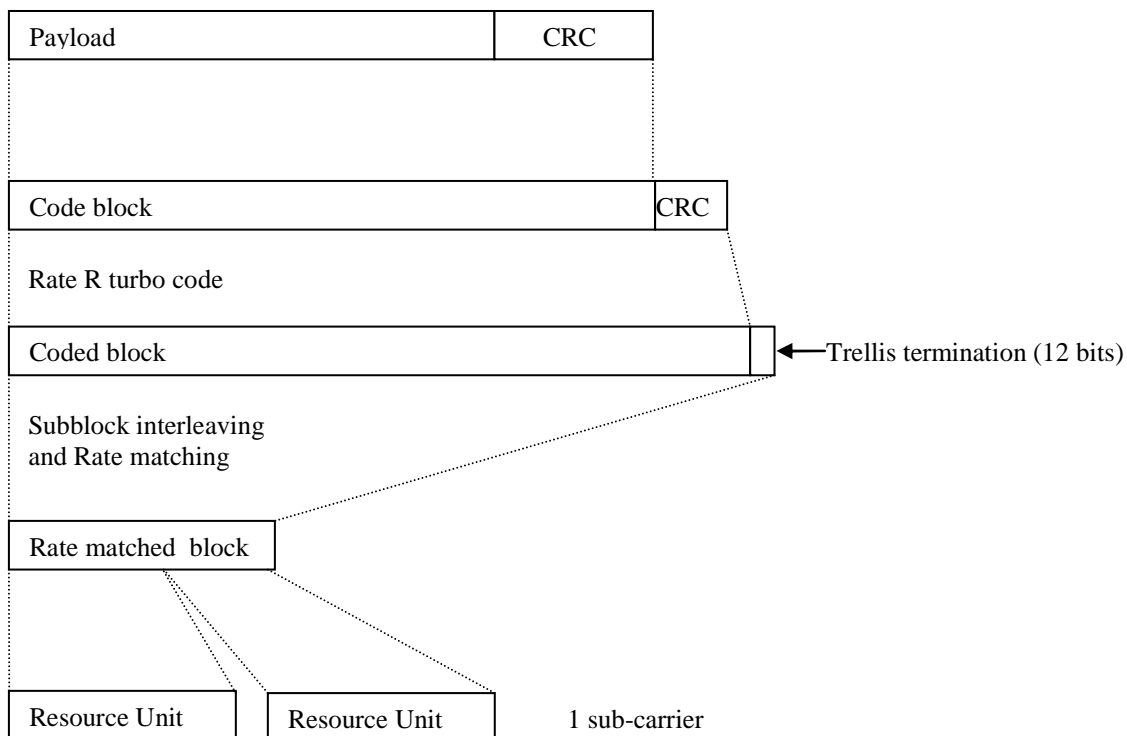 Payload
CRC
Code block
CRC
Rate R turbo code
Coded block
Trellis termination (12 bits)
Subblock interleaving
and Rate matching
Rate matched block
Resource Unit
Resource Unit
1 sub-carrier